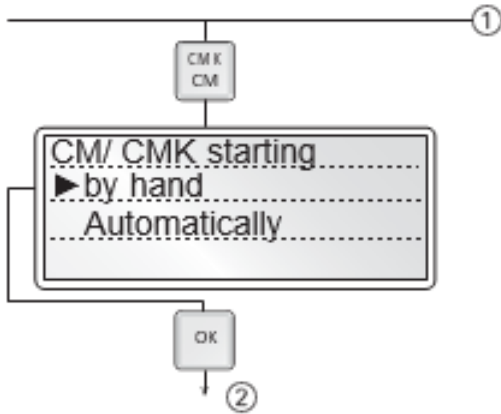 ①
CMK
CM
CM/ CMK starting
►by hand
Automatically
OK
②